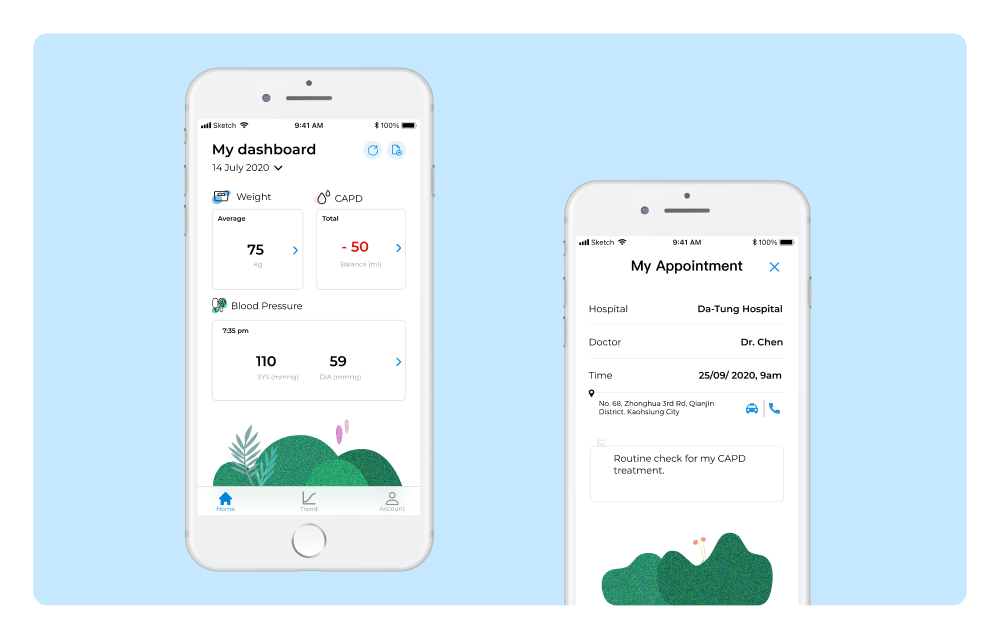 Sketch 9:41 AM 100%
My dashboard
14 July 2020
Weight
CAPD
Average
75
Kg
Total
- 50
Balance (ml)
Blood Pressure
7:35 pm
110 59
SYS (mmHg) DIA (mmHg)
Home Trend Account
Sketch 9:41 AM 100%
My Appointment
Hospital Da-Tung Hospital
Doctor Dr. Chen
Time 25/09/ 2020, 9am
No. 68, Zhonghua 3rd Rd, Qianjin
District, Kaohsiung City
Routine check for my CAPD
treatment.